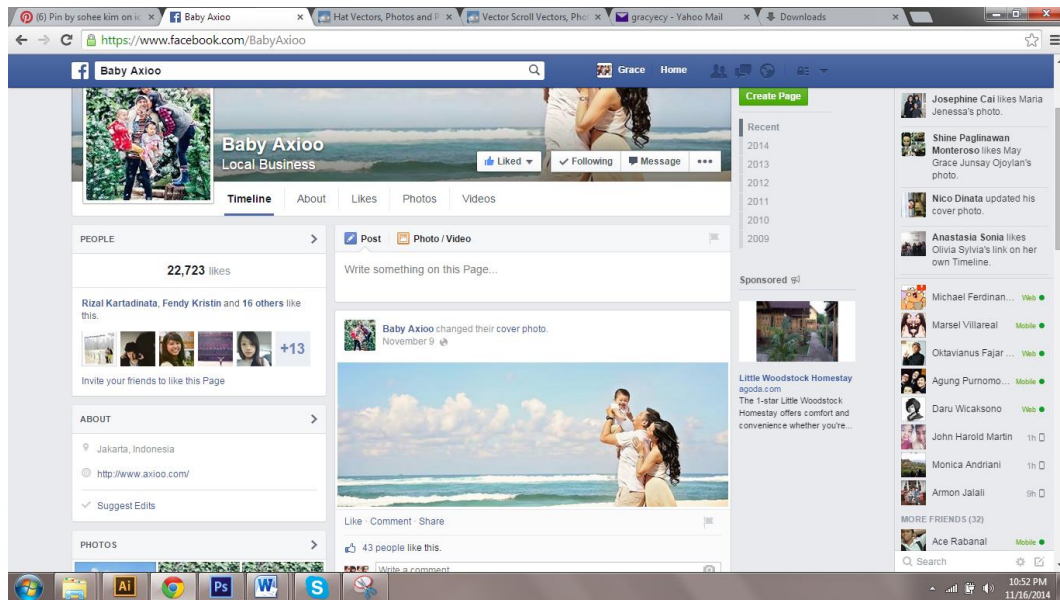 (6) Pin by sohee kim on ic
Baby Axioo
Hat Vectors, Photos and P
Vector Scroll Vectors, Phot
gracyecy - Yahoo Mail
Downloads
https://www.facebook.com/BabyAxioo
Baby Axioo
Grace Home
Baby Axioo
Local Business
Liked
Following
Message
Timeline About Likes Photos Videos
PEOPLE
22,723 likes
Rizal Kartadinata, Fendy Kristin and 16 others like
this.
+13
Invite your friends to like this Page
ABOUT
Jakarta, Indonesia
http://www.axioo.com/
Suggest Edits
PHOTOS
Post Photo / Video
Write something on this Page...
Baby Axioo changed their cover photo.
November 9
Like · Comment · Share
43 people like this.
Write a comment...
Create Page
Recent
2014
2013
2012
2011
2010
2009
Sponsored
Little Woodstock Homestay
agoda.com
The 1-star Little Woodstock
Homestay offers comfort and
convenience whether you're...
Josephine Cai likes Maria
Jenessa's photo.
Shine Paglinawan
Monteroso likes May
Grace Junsay Ojoylan's
photo.
Nico Dinata updated his
cover photo.
Anastasia Sonia likes
Olivia Sylvia's link on her
own Timeline.
Michael Ferdinan... Web
Marsel Villareal Mobile
Oktavianus Fajar ... Web
Agung Purnomo... Mobile
Daru Wicaksono Web
John Harold Martin 1h
Monica Andriani 1h
Armon Jalali 9h
MORE FRIENDS (32)
Ace Rabanal Mobile
Search
Ai
Ps
W
S
10:52 PM
11/16/2014